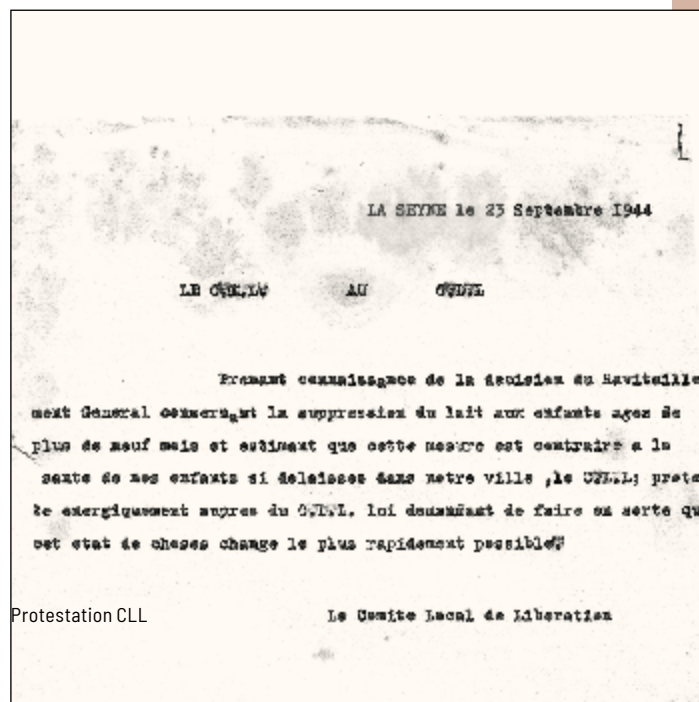 LA SEYNE le 23 Septembre 1944
LE C.L.L. AU C.D.L
Prenant connaissance de la decision du Ravitaille
ment General concernant la suppression du lait aux enfants ages de
plus de neuf mois et estimant que cette mesure est contraire a la
sante de nos enfants si delaisses dans notre ville ,le C.L.L; protes
te energiquement aupres du C.D.L. lui demandant de faire en sorte qu
cet etat de choses change le plus rapidement possible
Protestation CLL
Le Comite Local de Liberation